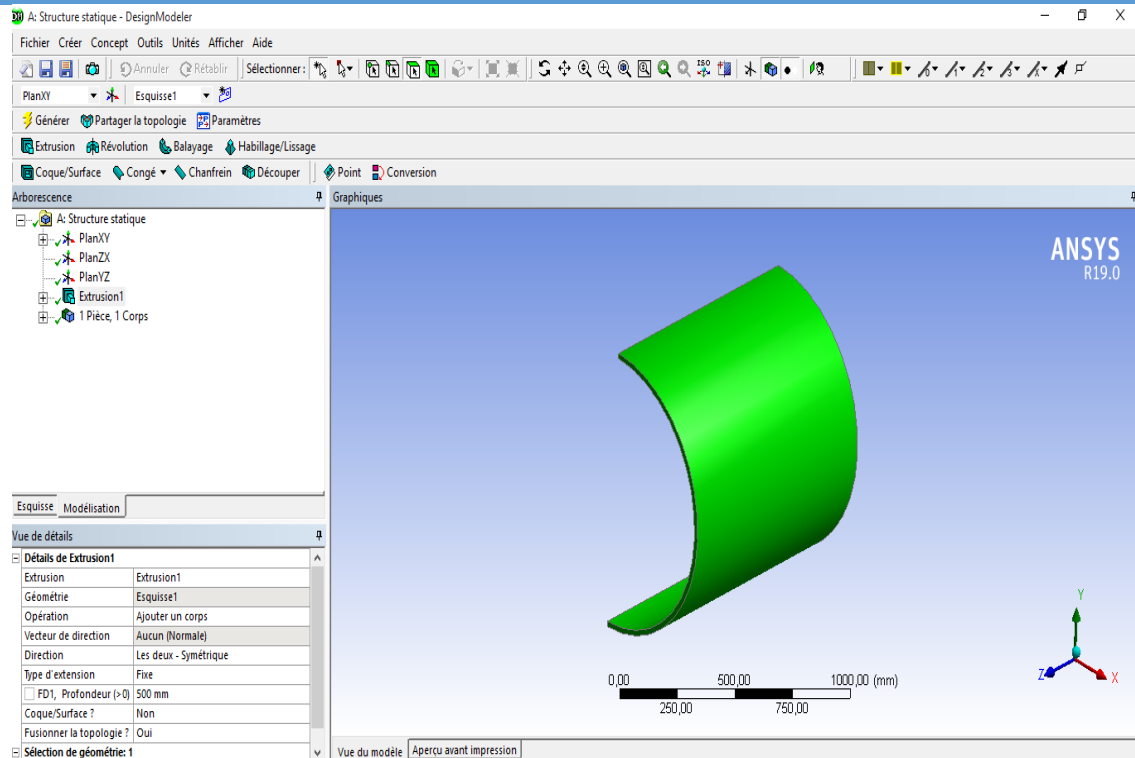 A: Structure statique - DesignModeler
Fichier Créer Concept Outils Unités Afficher Aide
Annuler Rétablir Sélectionner: ISO
PlanXY Esquisse1
Générer Partager la topologie Paramètres
Extrusion Révolution Balayage Habillage/Lissage
Coque/Surface Congé Chanfrein Découper Point Conversion
Arborescence
A: Structure statique
PlanXY
PlanZX
PlanYZ
Extrusion1
1 Pièce, 1 Corps
Esquisse Modélisation
Vue de détails
Détails de Extrusion1
Extrusion Extrusion1
Géométrie Esquisse1
Opération Ajouter un corps
Vecteur de direction Aucun (Normale)
Direction Les deux - Symétrique
Type d'extension Fixe
FD1, Profondeur (>0) 500 mm
Coque/Surface ? Non
Fusionner la topologie ? Oui
Sélection de géométrie: 1
Graphiques
ANSYS
R19.0
0,00 500,00 1000,00 (mm)
250,00 750,00
Y
Z X
Vue du modèle Aperçu avant impression